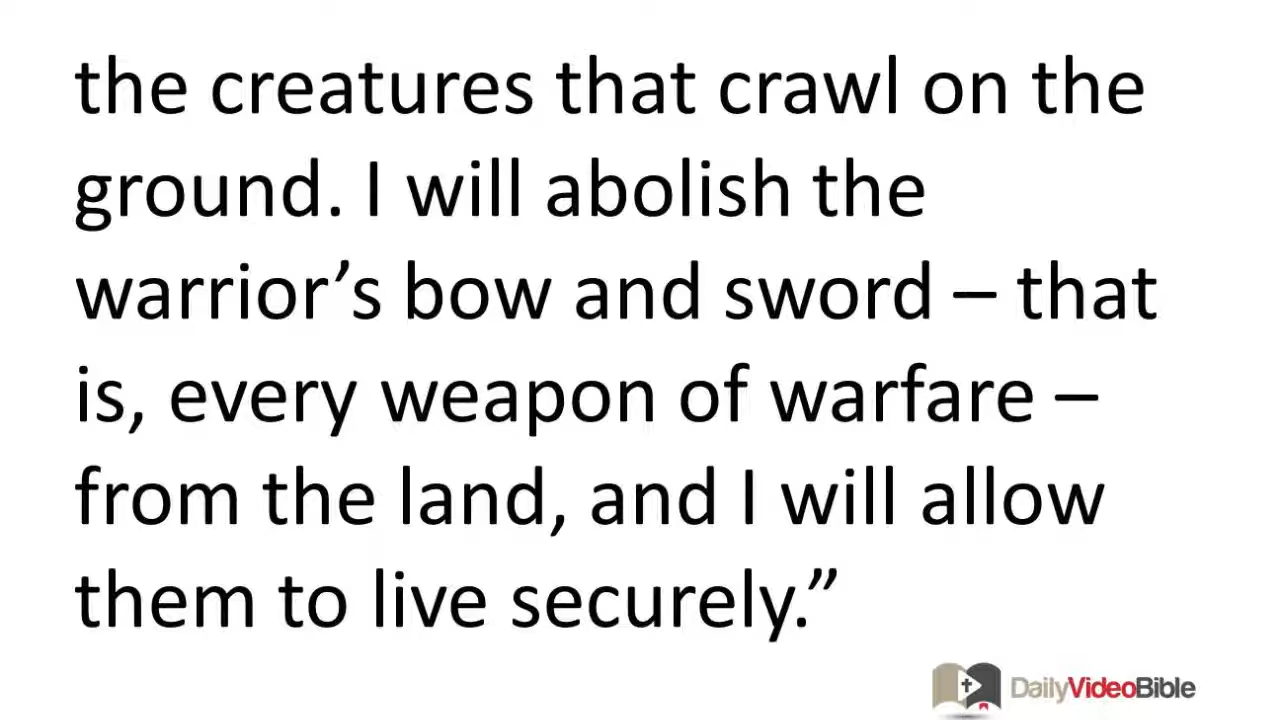 the creatures that crawl on the
ground. I will abolish the
warrior’s bow and sword – that
is, every weapon of warfare –
from the land, and I will allow
them to live securely.”
DailyVideoBible